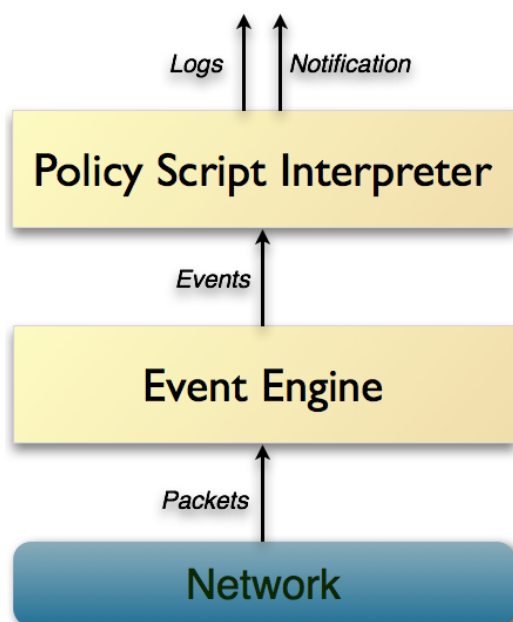 Logs Notification
Policy Script Interpreter
Events
Event Engine
Packets
Network